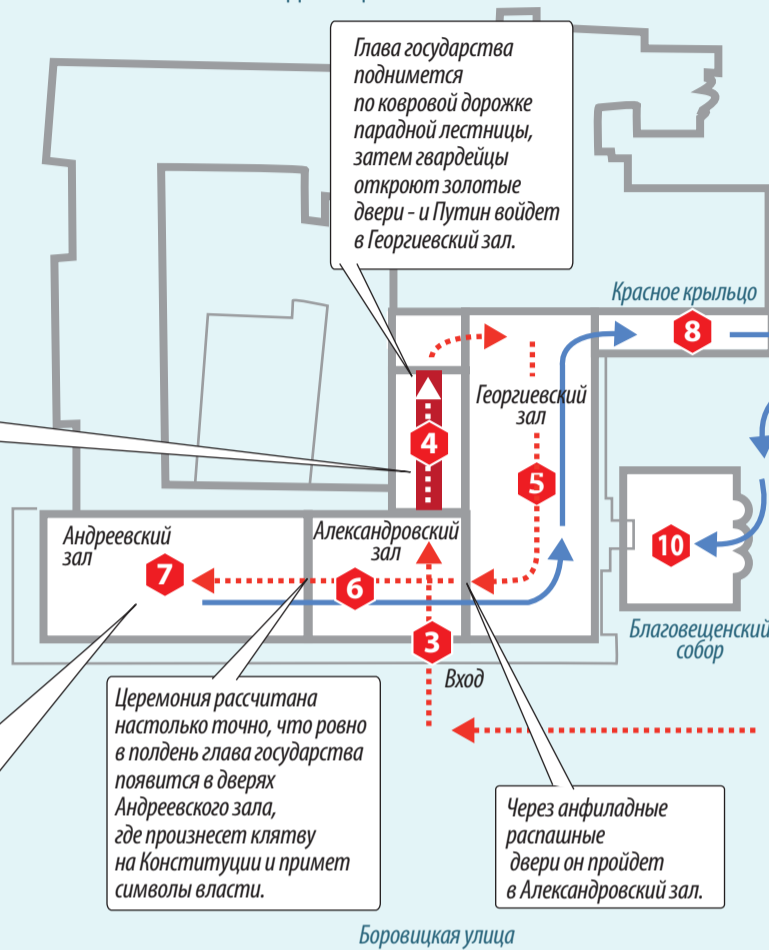 Глава государства
поднимется
по ковровой дорожке
парадной лестницы,
затем гвардейцы
откроют золотые
двери - и Путин войдет
в Георгиевский зал.
Красное крыльцо
8
Георгиевский
зал
4
5
Андреевский
зал
Александровский
зал
7
6
10
3
Благовещенский
собор
Вход
Церемония рассчитана
настолько точно, что ровно
в полдень глава государства
появится в дверях
Андреевского зала,
где произнесет клятву
на Конституции и примет
символы власти.
Через анфиладные
распашные
двери он пройдет
в Александровский зал.
Боровицкая улица